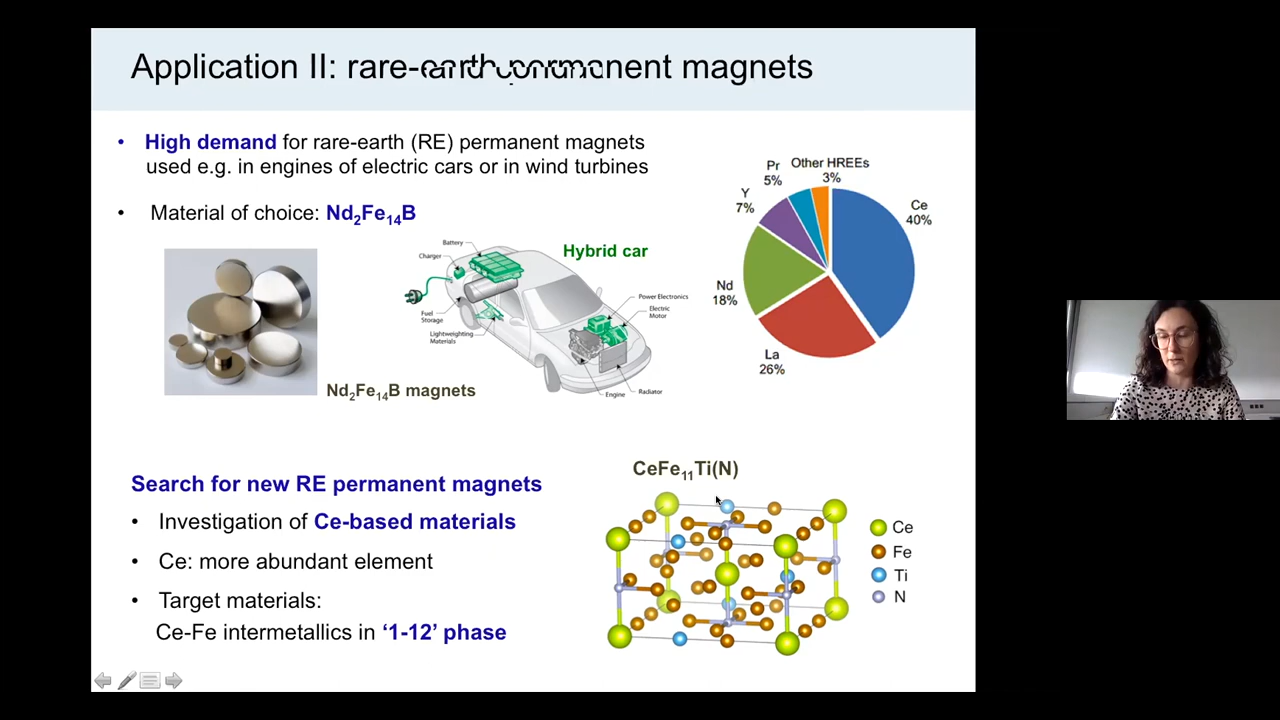 Application II: rare-earth permanent magnets
• High demand for rare-earth (RE) permanent magnets
used e.g. in engines of electric cars or in wind turbines
• Material of choice: Nd₂Fe₁₄B
Hybrid car
Battery
Charger
Fuel
Storage
Lightweighting
Materials
Power Electronics
Electric
Motor
Engine
Radiator
Nd₂Fe₁₄B magnets
Pr
5%
Other HREEs
3%
Y
7%
Ce
40%
Nd
18%
La
26%
Search for new RE permanent magnets
• Investigation of Ce-based materials
• Ce: more abundant element
• Target materials:
Ce-Fe intermetallics in ‘1-12’ phase
CeFe₁₁Ti(N)
Ce
Fe
Ti
N